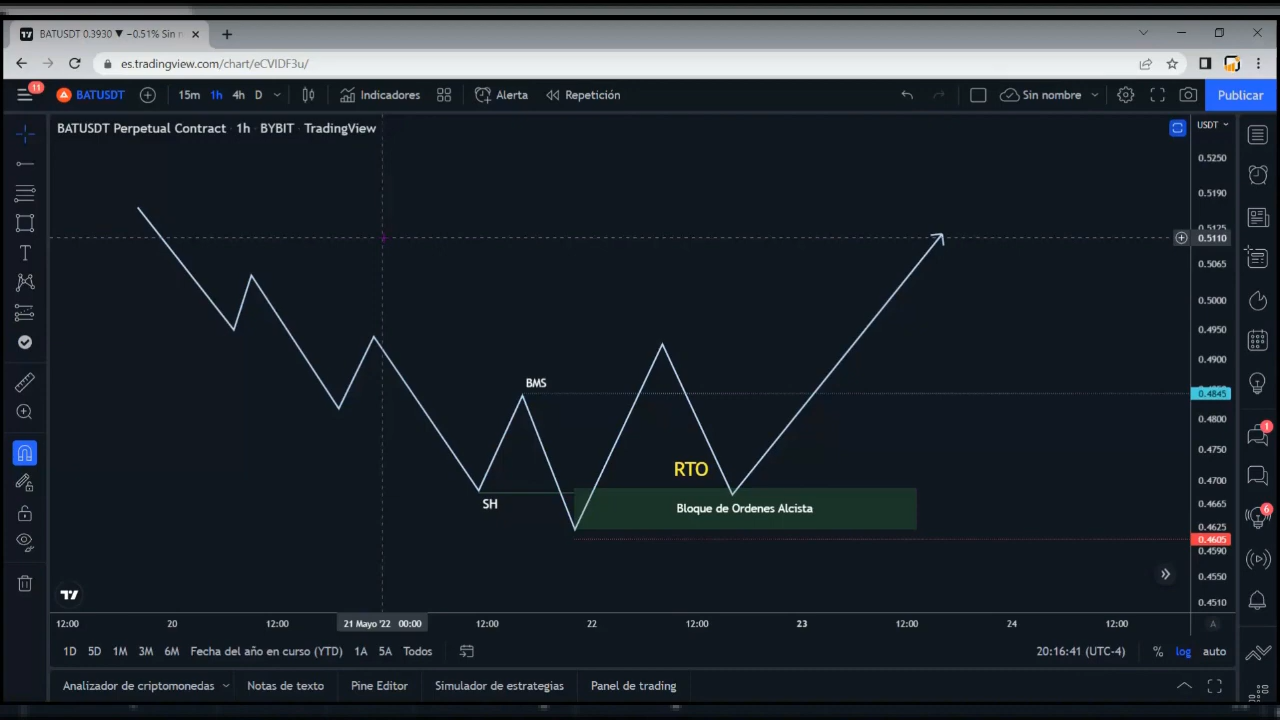 BATUSDT 0.3930 ▼ −0.51% Sin n
es.tradingview.com/chart/eCVIDF3u/
11
BATUSDT
15m 1h 4h D
Indicadores
Alerta
Repetición
Sin nombre
Publicar
BATUSDT Perpetual Contract · 1h · BYBIT · TradingView
USDT
0.5250
0.5190
0.5110
0.5065
0.5000
0.4950
0.4900
BMS
0.4845
0.4800
0.4750
RTO
0.4700
SH
Bloque de Ordenes Alcista
0.4665
0.4625
0.4605
0.4590
0.4550
0.4510
1
6
12:00 20 12:00 21 Mayo '22 00:00 12:00 22 12:00 23 12:00 24 12:00 A
1D 5D 1M 3M 6M Fecha del año en curso (YTD) 1A 5A Todos
20:16:41 (UTC-4) % log auto
Analizador de criptomonedas Notas de texto Pine Editor Simulador de estrategias Panel de trading